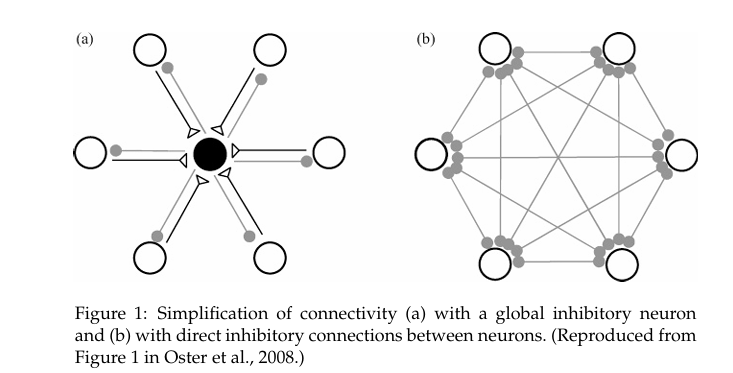 (a)
(b)
Figure 1: Simplification of connectivity (a) with a global inhibitory neuron
and (b) with direct inhibitory connections between neurons. (Reproduced from
Figure 1 in Oster et al., 2008.)